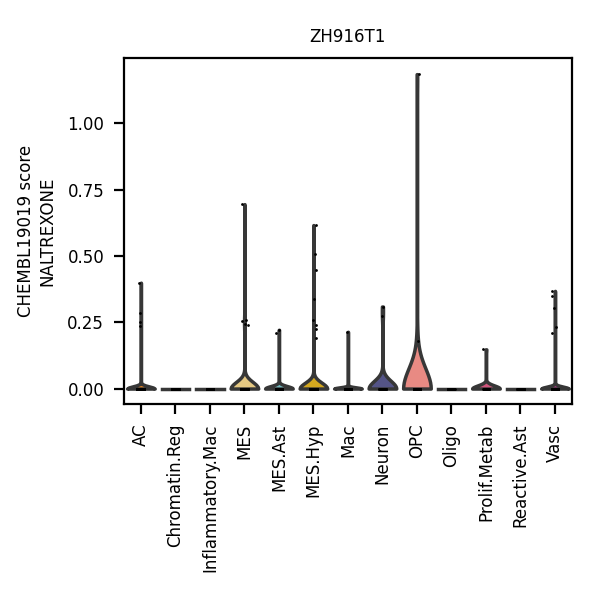 ZH916T1
CHEMBL19019 score
NALTREXONE
1.00
0.75
0.50
0.25
0.00
AC
Chromatin.Reg
Inflammatory.Mac
MES
MES.Ast
MES.Hyp
Mac
Neuron
OPC
Oligo
Prolif.Metab
Reactive.Ast
Vasc